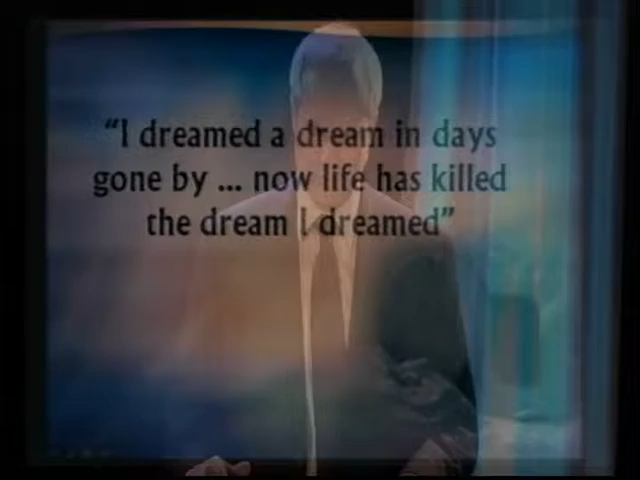 “I dreamed a dream in days
gone by ... now life has killed
the dream I dreamed”